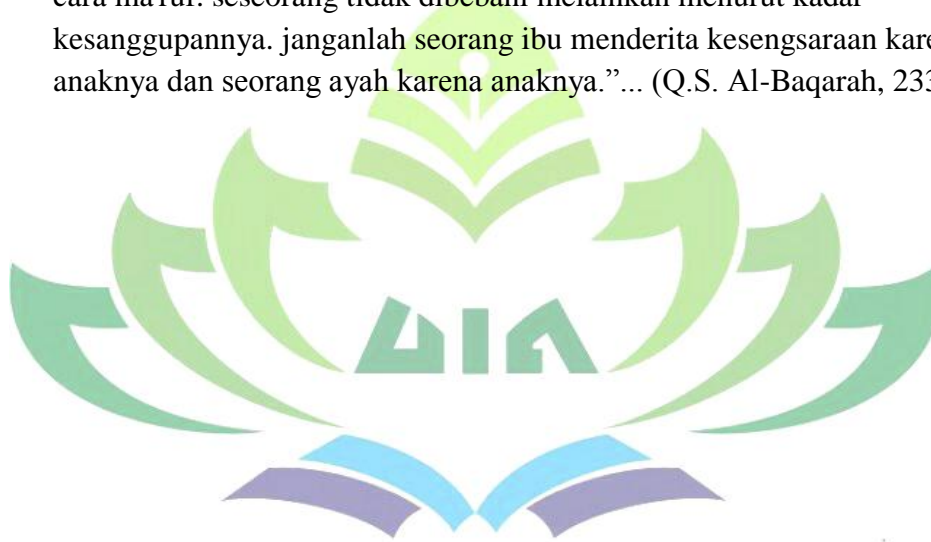 cara ma'ruf. seseorang tidak dibebani melainkan menurut kadar
kesanggupannya. janganlah seorang ibu menderita kesengsaraan kare
anaknya dan seorang ayah karena anaknya.”... (Q.S. Al-Baqarah, 233
UIN